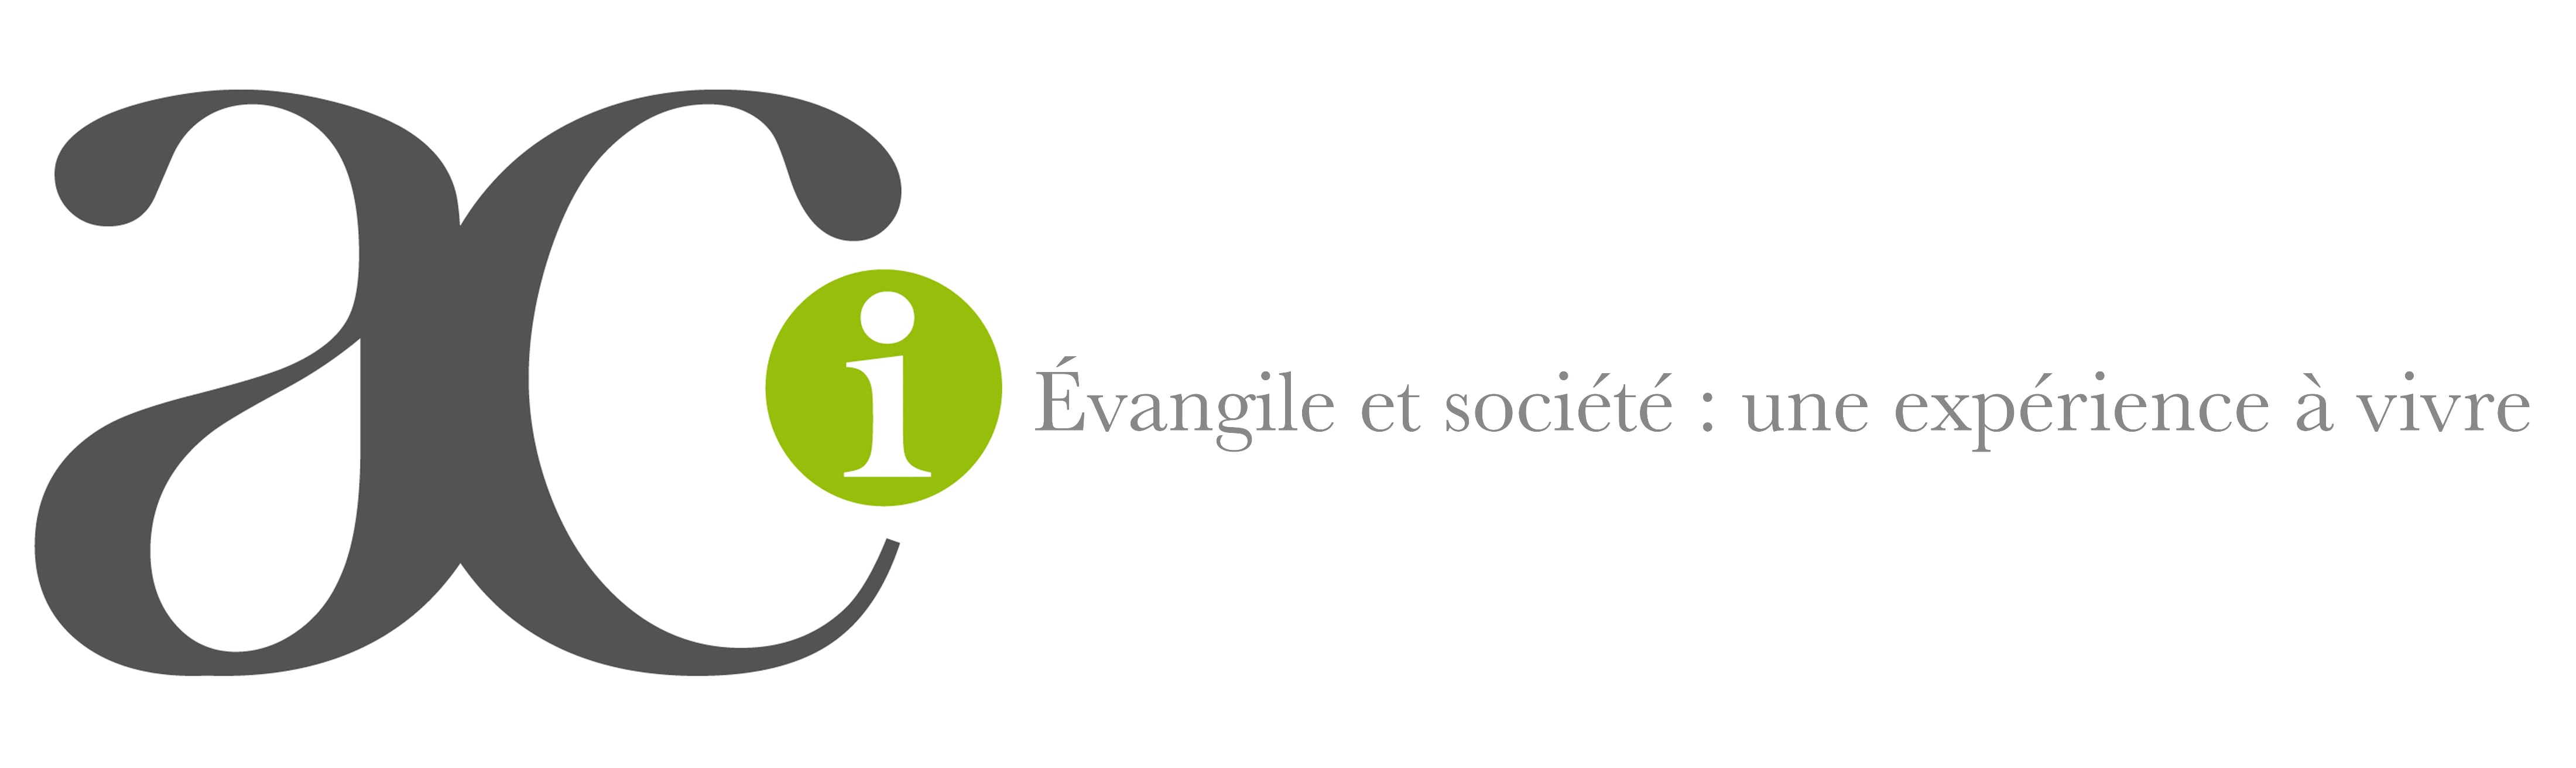 aci
Évangile et société : une expérience à vivre